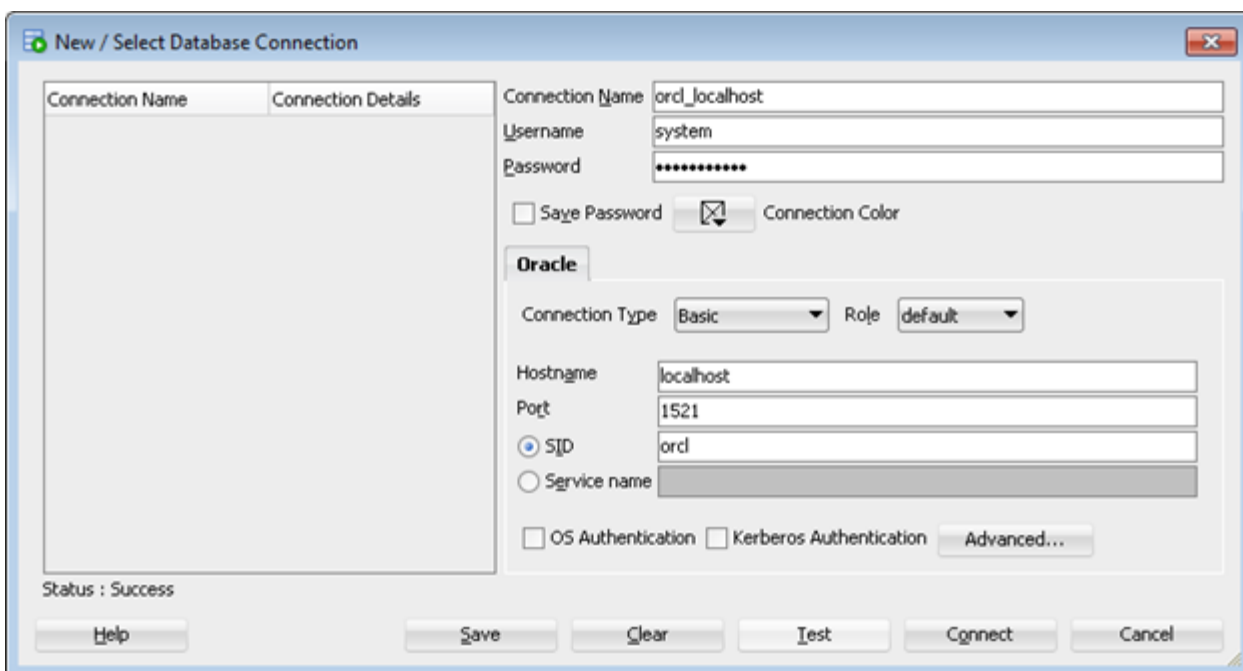 New / Select Database Connection
Connection Name Connection Details
Connection Name orcl_localhost
Username system
Password •••••••••••
Save Password Connection Color
Oracle
Connection Type Basic Role default
Hostname localhost
Port 1521
SID orcl
Service name
OS Authentication Kerberos Authentication Advanced...
Status : Success
Help Save Clear Test Connect Cancel